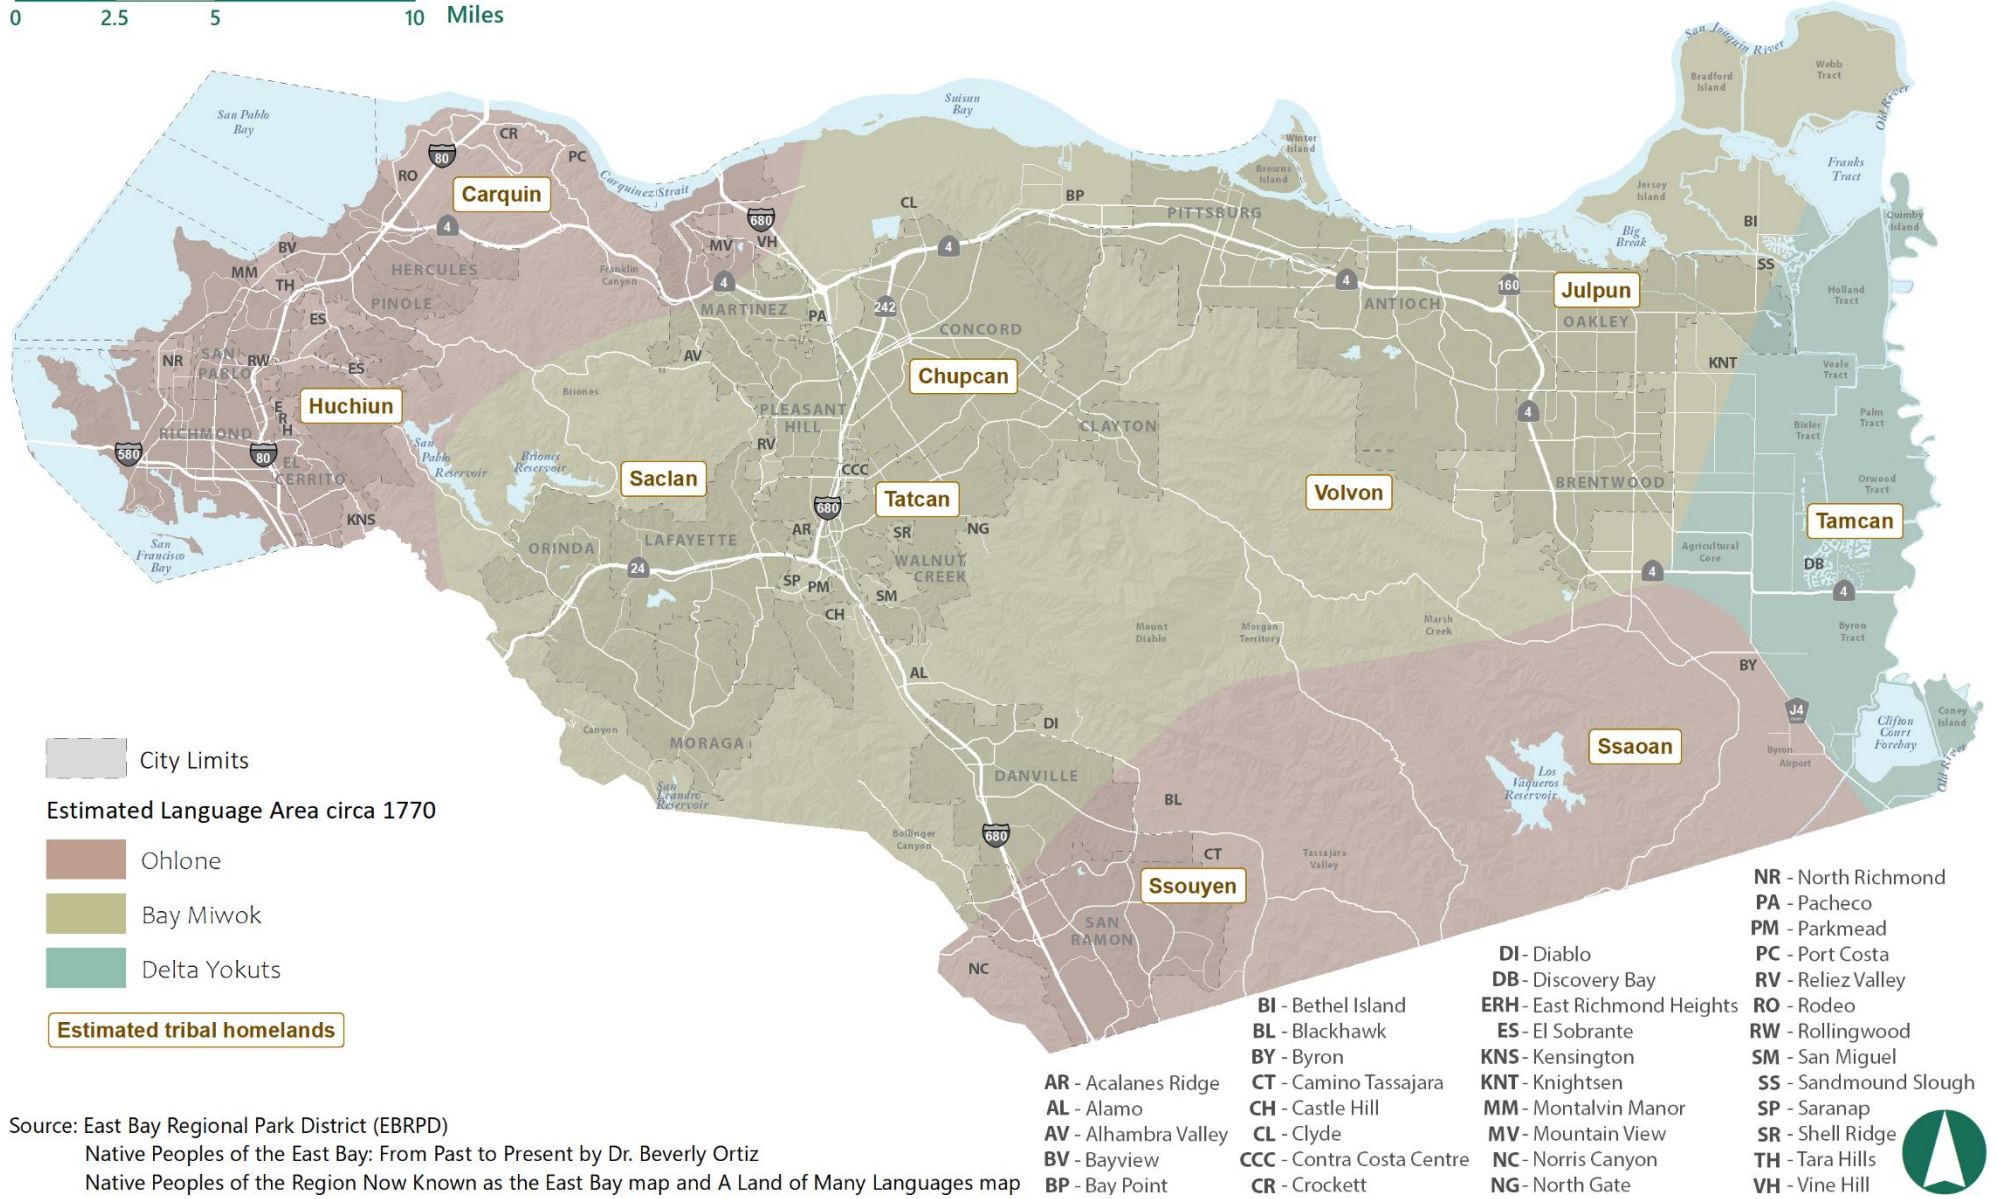 0 2.5 5 10 Miles
San Joaquin River
Bradford
Island
Webb
Tract
Old River
San Pablo
Bay
Suisun
Bay
CR
80
PC
RO
Carquin
Carquinez Strait
Winter
Island
Browns
Island
Franks
Tract
Jersey
Island
BI
Quimby
Island
BP
PITTSBURG
CL
680
4
MV
VH
4
BV
Big
Break
MM
HERCULES
Franklin
Canyon
SS
TH
PINOLE
4
MARTINEZ
242
4
ANTIOCH
160
Julpun
Holland
Tract
ES
PA
CONCORD
OAKLEY
NR
SAN
PABLO
RW
ES
AV
KNT
Veale
Tract
Huchiun
Briones
Chupcan
E
R
H
PLEASANT
HILL
CLAYTON
4
Palm
Tract
Bixler
Tract
RICHMOND
580
80
EL
CERRITO
San
Pablo
Reservoir
Briones
Reservoir
RV
CCC
Saclan
Tatcan
Volvon
BRENTWOOD
Orwood
Tract
KNS
680
Tamcan
San
Francisco
Bay
ORINDA
LAFAYETTE
AR
SR
NG
24
WALNUT
CREEK
Agricultural
Core
4
DB
4
SP
PM
SM
CH
Mount
Diablo
Morgan
Territory
Marsh
Creek
Byron
Tract
AL
BY
Canyon
MORAGA
DI
J4
Clifton
Court
Forebay
Coney
Island
Ssaoan
Byron
Airport
Old River
San
Leandro
Reservoir
DANVILLE
BL
Los
Vaqueros
Reservoir
Bollinger
Canyon
680
CT
Tassajara
Valley
Ssouyen
SAN
RAMON
NC
City Limits
Estimated Language Area circa 1770
Ohlone
Bay Miwok
Delta Yokuts
Estimated tribal homelands
Source: East Bay Regional Park District (EBRPD)
Native Peoples of the East Bay: From Past to Present by Dr. Beverly Ortiz
Native Peoples of the Region Now Known as the East Bay map and A Land of Many Languages map
AR - Acalanes Ridge
AL - Alamo
AV - Alhambra Valley
BV - Bayview
BP - Bay Point
BI - Bethel Island
BL - Blackhawk
BY - Byron
CT - Camino Tassajara
CH - Castle Hill
CL - Clyde
CCC - Contra Costa Centre
CR - Crockett
DI - Diablo
DB - Discovery Bay
ERH - East Richmond Heights
ES - El Sobrante
KNS - Kensington
KNT - Knightsen
MM - Montalvin Manor
MV - Mountain View
NC - Norris Canyon
NG - North Gate
NR - North Richmond
PA - Pacheco
PM - Parkmead
PC - Port Costa
RV - Reliez Valley
RO - Rodeo
RW - Rollingwood
SM - San Miguel
SS - Sandmound Slough
SP - Saranap
SR - Shell Ridge
TH - Tara Hills
VH - Vine Hill